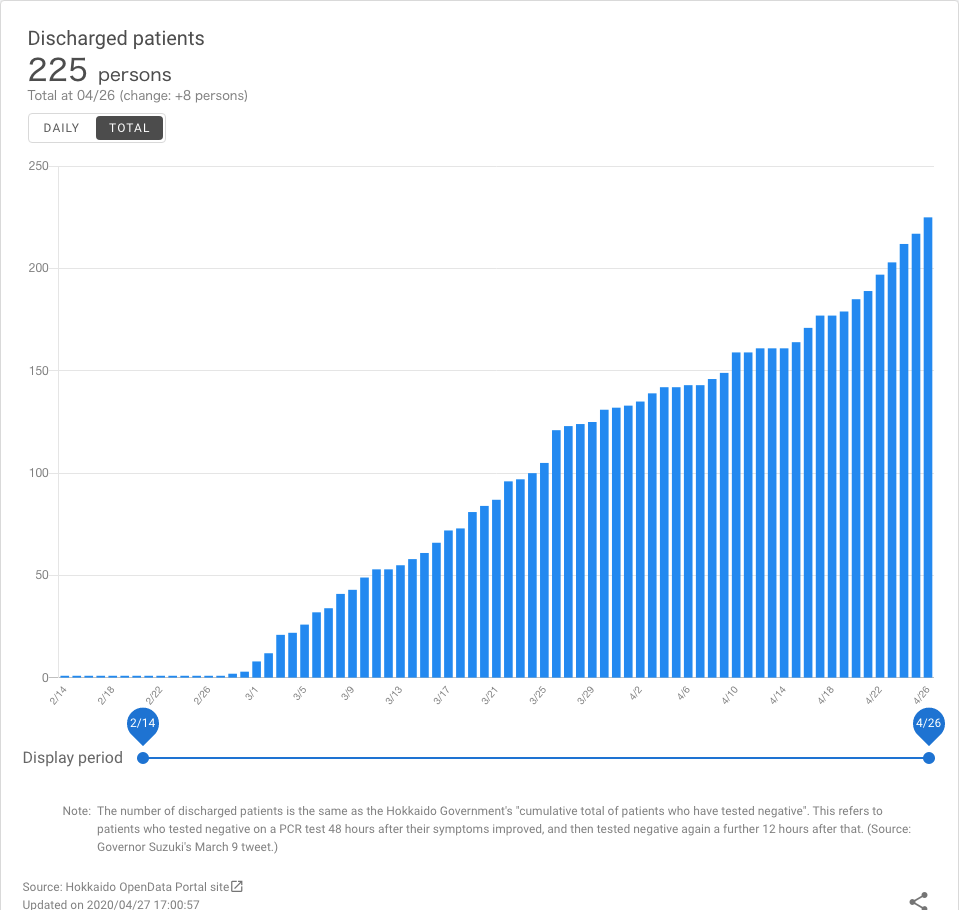 Discharged patients
225 persons
Total at 04/26 (change: +8 persons)
DAILY TOTAL
250
200
150
100
50
0
2/14 2/18 2/22 2/26 3/1 3/5 3/9 3/13 3/17 3/21 3/25 3/29 4/2 4/6 4/10 4/14 4/18 4/22 4/26
2/14 4/26
Display period
Note: The number of discharged patients is the same as the Hokkaido Government's "cumulative total of patients who have tested negative". This refers to
patients who tested negative on a PCR test 48 hours after their symptoms improved, and then tested negative again a further 12 hours after that. (Source:
Governor Suzuki's March 9 tweet.)
Source: Hokkaido OpenData Portal site
Updated on 2020/04/27 17:00:57